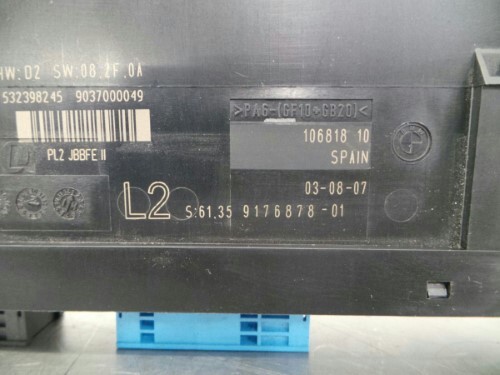 HW:D2 SW:08.2F.0A
532398245 9037000049
>PA6-(GF10+GB20)<
PL2 JBBFE II
106818 10
SPAIN
03-08-07
L2
S:61.35 9176878-01